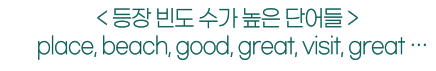 < 등장 빈도 수가 높은 단어들 >
place, beach, good, great, visit, great …